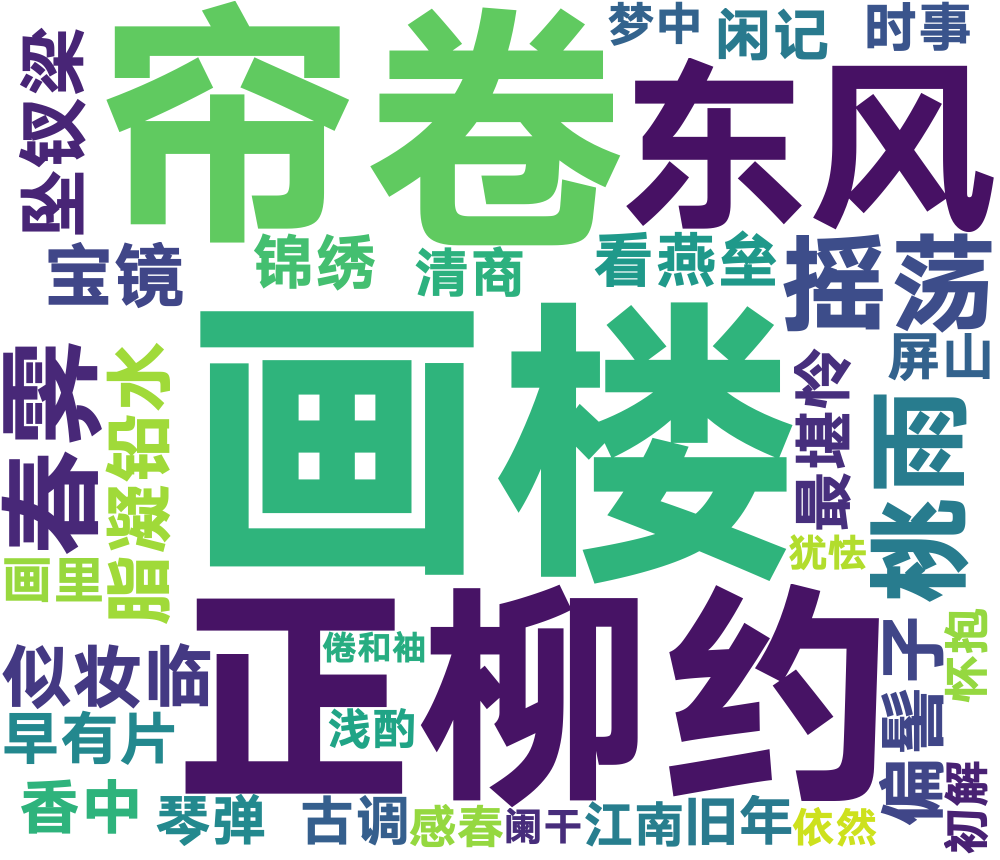 梦中
闲记
时事
帘卷
东风
坠钗梁
宝镜
锦绣
清商
看燕垒
摇荡
屏山
画楼
春霁
脂凝铅水
最堪怜
桃雨
画里
犹怯
正柳约
倦和袖
似妆临
浅酌
偏髻子
怀抱
早有片
香中
琴弹
古调
感春
阑干
江南旧年
依然
初解